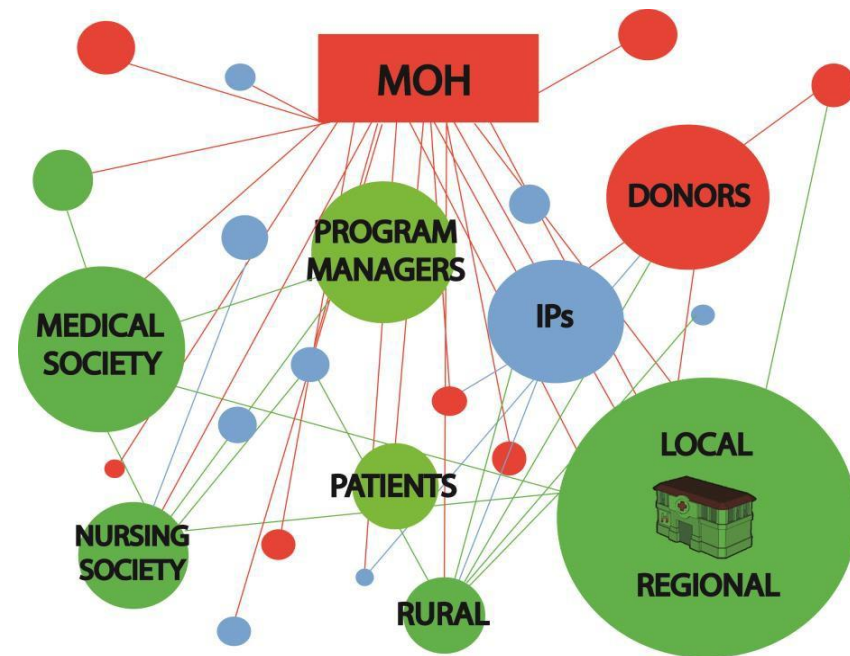 MOH
DONORS
PROGRAM
MANAGERS
IPs
MEDICAL
SOCIETY
LOCAL
PATIENTS
NURSING
SOCIETY
REGIONAL
RURAL